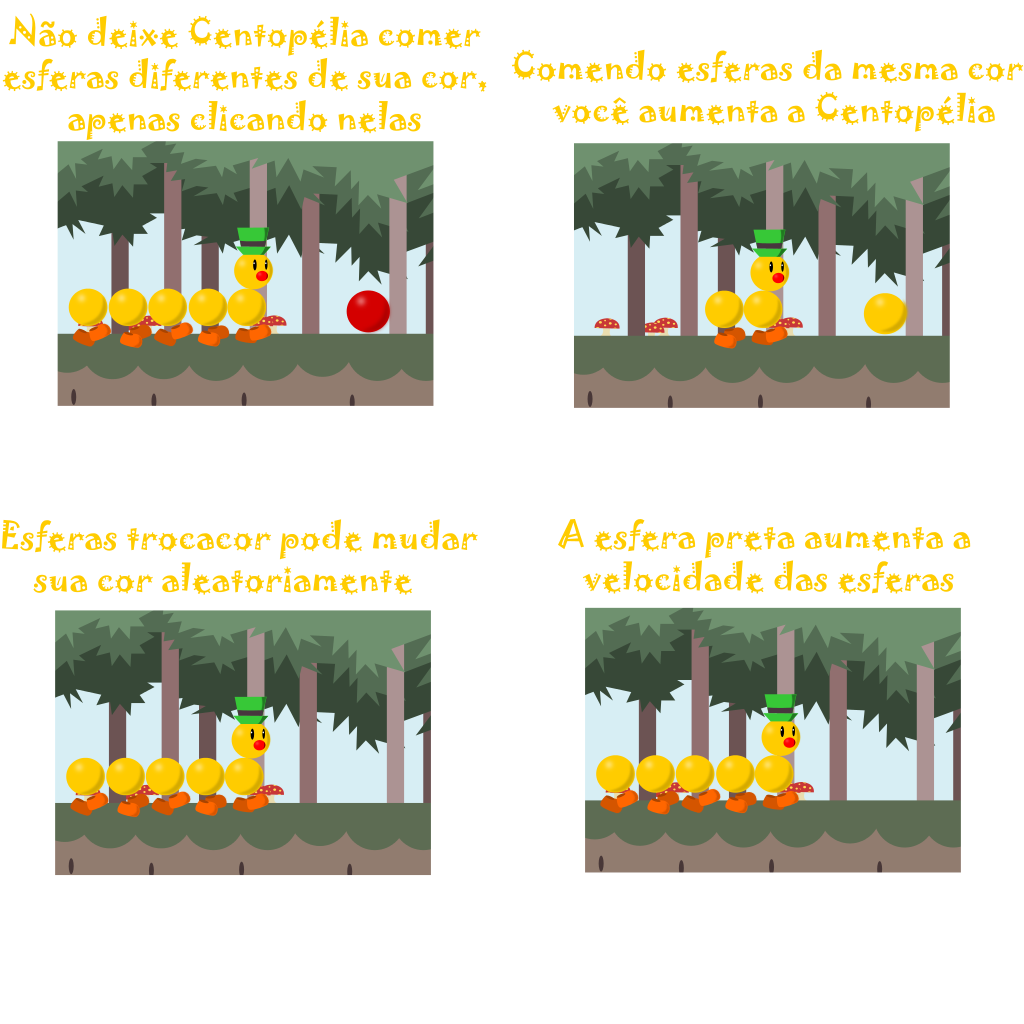 Não deixe Centopélia comer
esferas diferentes de sua cor,
apenas clicando nelas
Comendo esferas da mesma cor
você aumenta a Centopélia
Esferas trocacor pode mudar
sua cor aleatoriamente
A esfera preta aumenta a
velocidade das esferas